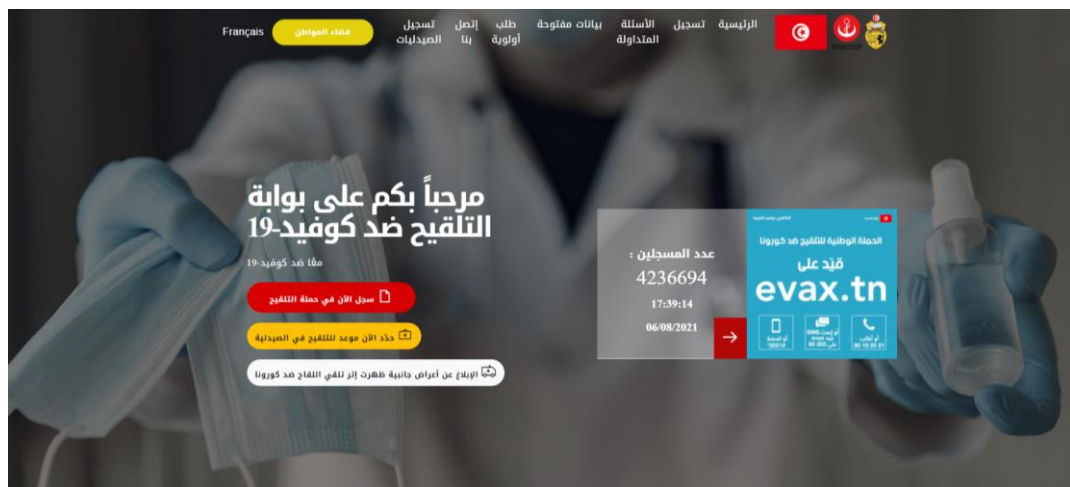 الرئيسية
تسجيل
الأسئلة
المتداولة
بيانات مفتوحة
طلب
أولوية
إتصل
بنا
تسجيل
الصيدليات
فضاء المواطن
Français
مرحباً بكم على بوابة
التلقيح ضد كوفيد-19
معًا ضد كوفيد-19
سجل الآن في حملة التلقيح
حدّد الآن موعد للتلقيح في الصيدلية
الإبلاغ عن أعراض جانبية ظهرت إثر تلقي اللقاح ضد كورونا
الحملة الوطنية للتلقيح ضد كورونا
قيّد على
evax.tn
عدد المسجلين :
4236694
17:39:14
06/08/2021